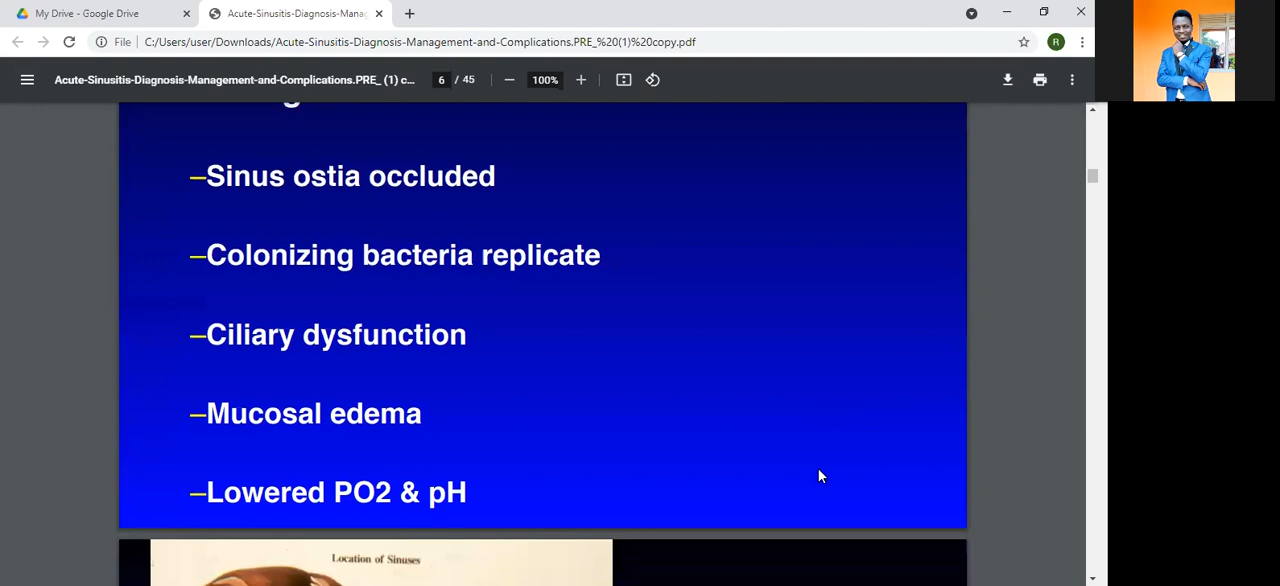 My Drive - Google Drive
Acute-Sinusitis-Diagnosis-Mana
File
C:/Users/user/Downloads/Acute-Sinusitis-Diagnosis-Management-and-Complications.PRE_%20(1)%20copy.pdf
R
Acute-Sinusitis-Diagnosis-Management-and-Complications.PRE_ (1) c...
6 / 45
100%
–Sinus ostia occluded
–Colonizing bacteria replicate
–Ciliary dysfunction
–Mucosal edema
–Lowered PO2 & pH
Location of Sinuses